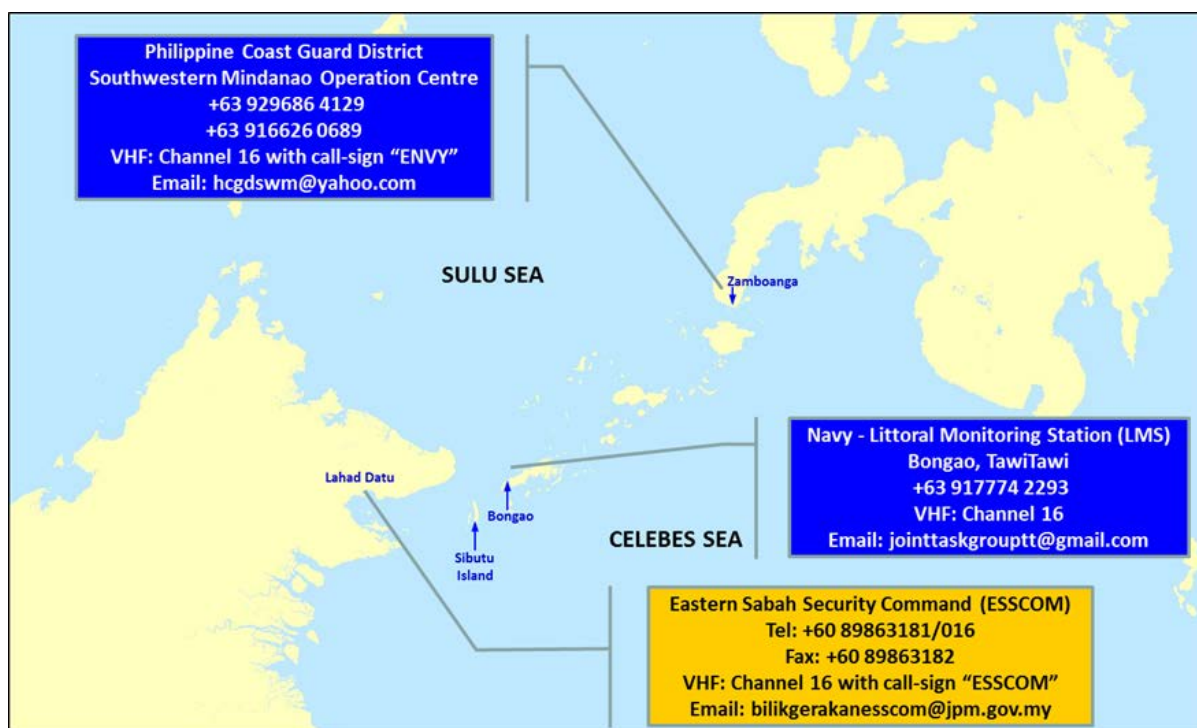 Philippine Coast Guard District
Southwestern Mindanao Operation Centre
+63 929686 4129
+63 916626 0689
VHF: Channel 16 with call-sign “ENVY”
Email: hcgdswm@yahoo.com
SULU SEA
Zamboanga
Navy - Littoral Monitoring Station (LMS)
Bongao, TawiTawi
+63 917774 2293
VHF: Channel 16
Email: jointtaskgrouptt@gmail.com
Lahad Datu
Bongao
CELEBES SEA
Sibutu
Island
Eastern Sabah Security Command (ESSCOM)
Tel: +60 89863181/016
Fax: +60 89863182
VHF: Channel 16 with call-sign “ESSCOM”
Email: bilikgerakanesscom@jpm.gov.my